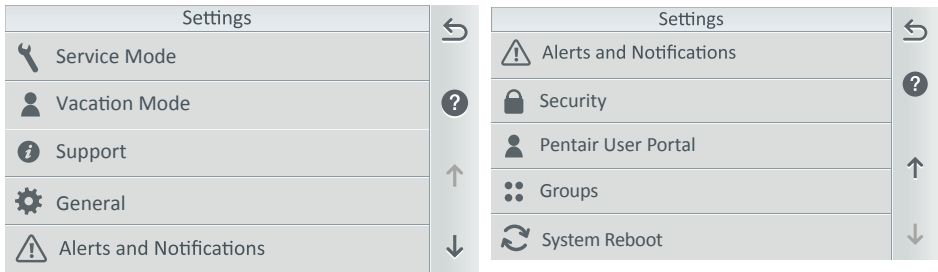 Settings
Service Mode
Vacation Mode
?
i Support
General
! Alerts and Notifications
Settings
! Alerts and Notifications
Security
?
Pentair User Portal
Groups
System Reboot